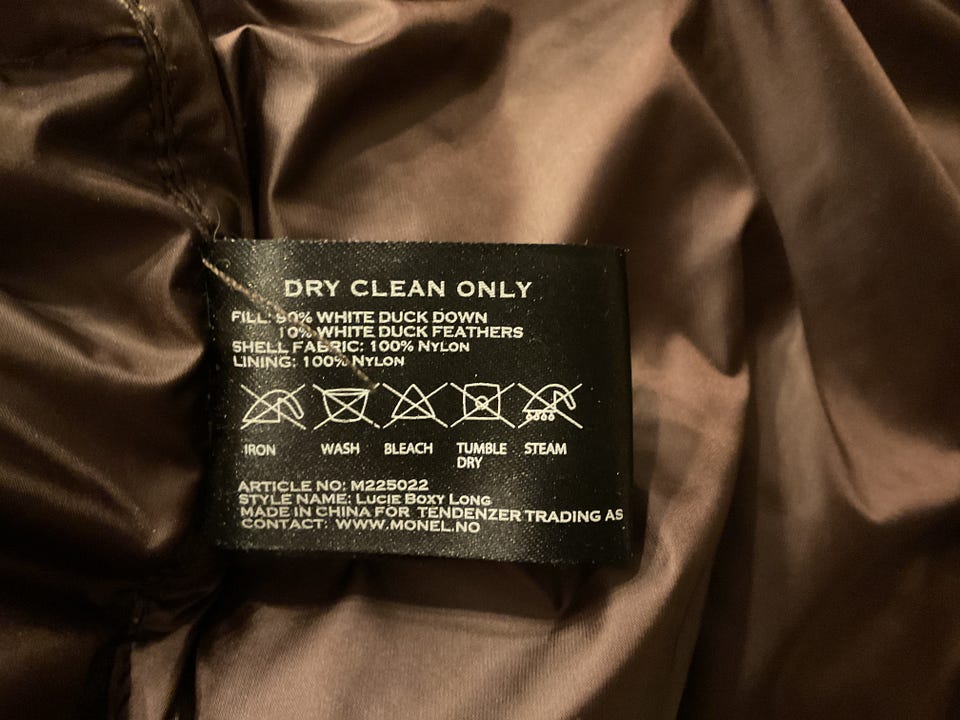 DRY CLEAN ONLY
FILL: 90% WHITE DUCK DOWN
10% WHITE DUCK FEATHERS
SHELL FABRIC: 100% NYLON
LINING: 100% NYLON
IRON WASH BLEACH TUMBLE DRY STEAM
ARTICLE NO: M225022
STYLE NAME: LUCIE BOXY LONG
MADE IN CHINA FOR TENDENZER TRADING AS
CONTACT: WWW.MONEL.NO